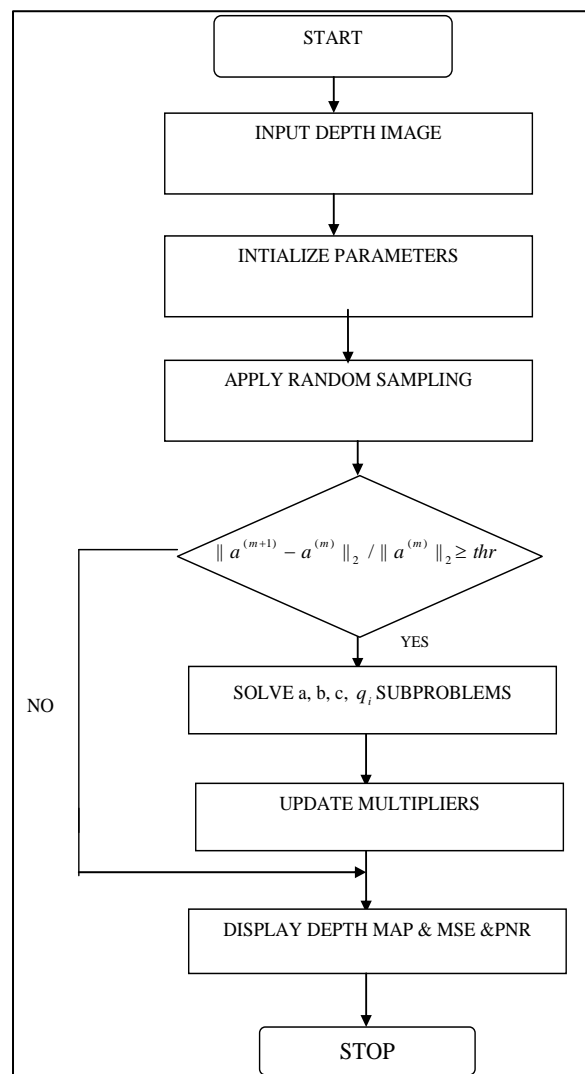 START
INPUT DEPTH IMAGE
INTIALIZE PARAMETERS
APPLY RANDOM SAMPLING
‖ a^(m+1) − a^(m) ‖₂ / ‖ a^(m) ‖₂ ≥ thr
YES
SOLVE a, b, c, qᵢ SUBPROBLEMS
NO
UPDATE MULTIPLIERS
DISPLAY DEPTH MAP & MSE &PNR
STOP